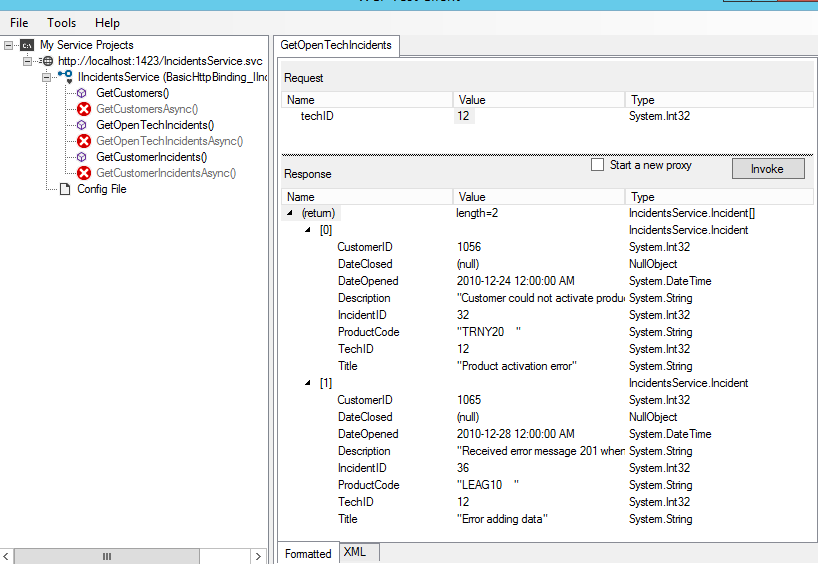 File Tools Help
My Service Projects
http://localhost:1423/IncidentsService.svc
IIncidentsService (BasicHttpBinding_IInc
GetCustomers()
GetCustomersAsync()
GetOpenTechIncidents()
GetOpenTechIncidentsAsync()
GetCustomerIncidents()
GetCustomerIncidentsAsync()
Config File
GetOpenTechIncidents
Request
Name Value Type
techID 12 System.Int32
Response
Start a new proxy Invoke
Name Value Type
(return) length=2 IncidentsService.Incident[]
[0] IncidentsService.Incident
CustomerID 1056 System.Int32
DateClosed (null) NullObject
DateOpened 2010-12-24 12:00:00 AM System.DateTime
Description "Customer could not activate produ System.String
IncidentID 32 System.Int32
ProductCode "TRNY20    " System.String
TechID 12 System.Int32
Title "Product activation error" System.String
[1] IncidentsService.Incident
CustomerID 1065 System.Int32
DateClosed (null) NullObject
DateOpened 2010-12-28 12:00:00 AM System.DateTime
Description "Received error message 201 when System.String
IncidentID 36 System.Int32
ProductCode "LEAG10    " System.String
TechID 12 System.Int32
Title "Error adding data" System.String
Formatted XML